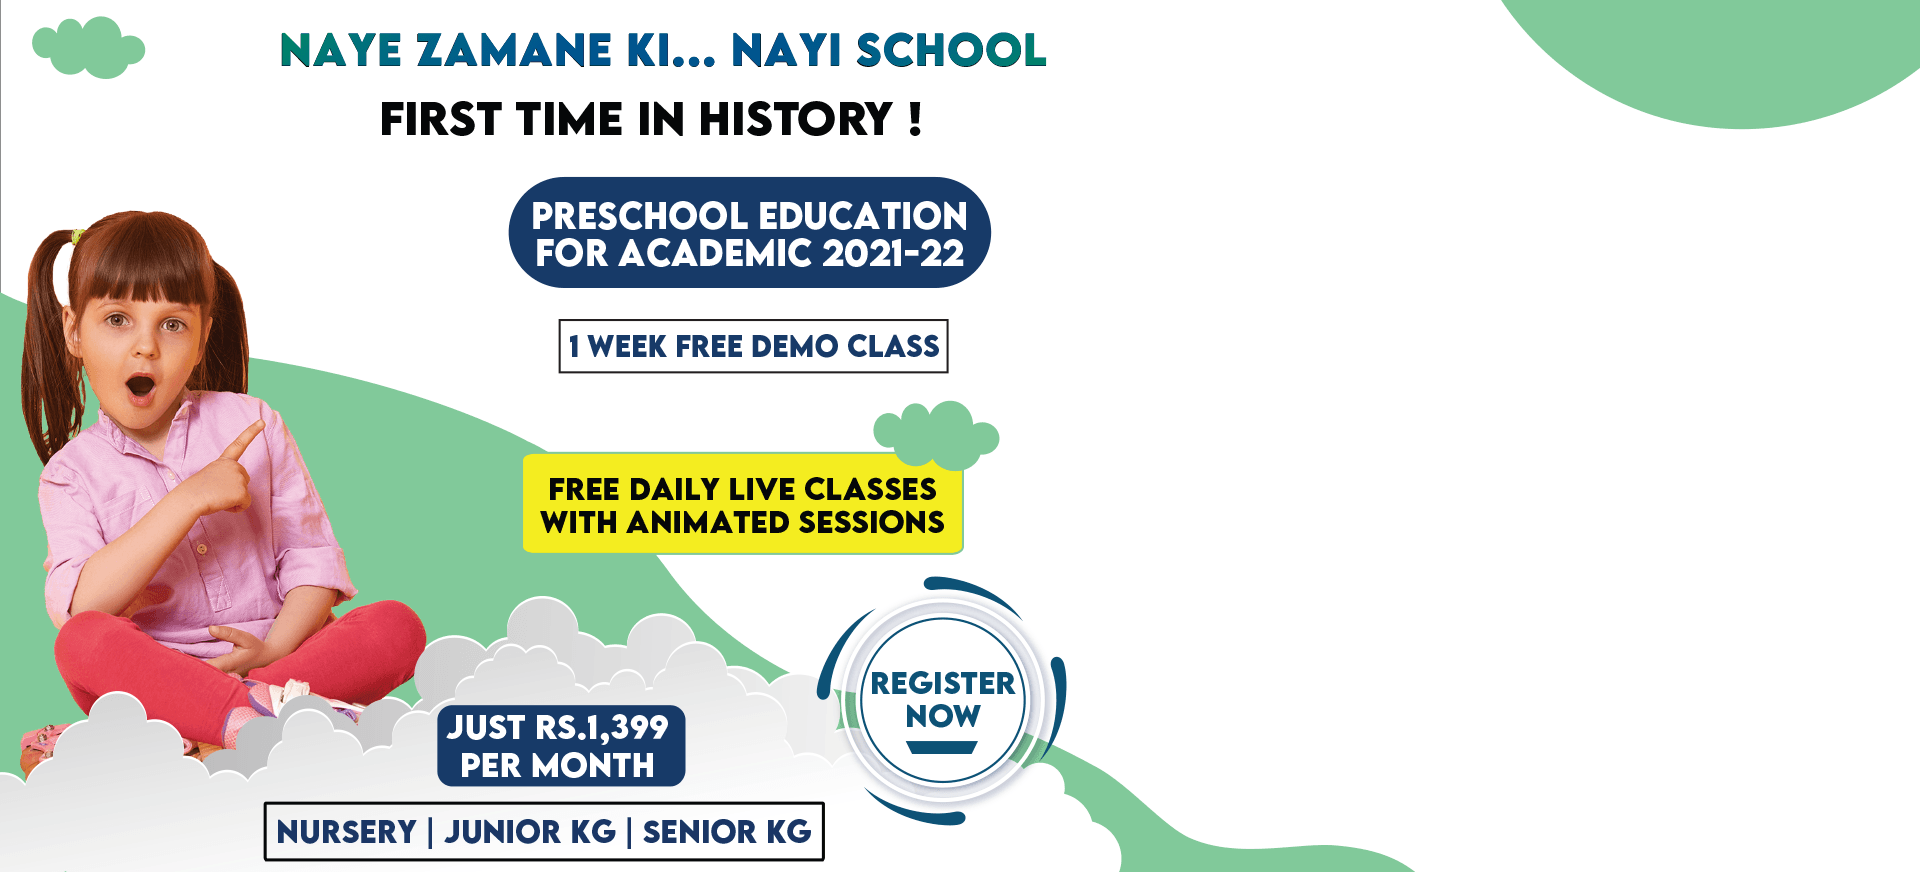 NAYE ZAMANE KI... NAYI SCHOOL
FIRST TIME IN HISTORY !
PRESCHOOL EDUCATION
FOR ACADEMIC 2021-22
1 WEEK FREE DEMO CLASS
FREE DAILY LIVE CLASSES
WITH ANIMATED SESSIONS
REGISTER
NOW
JUST RS.1,399
PER MONTH
NURSERY | JUNIOR KG | SENIOR KG